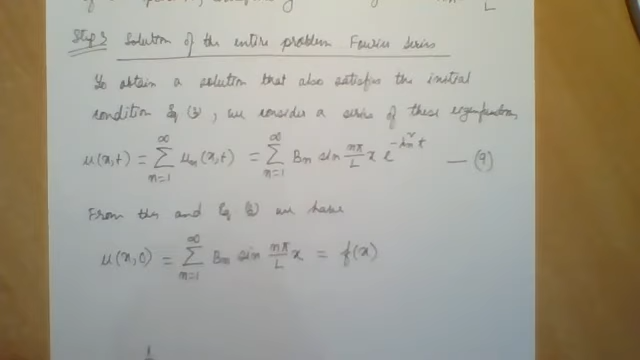 Step 3 Solution of the entire problem Fourier Series
To obtain a solution that also satisfies the initial
condition Eq (3), we consider a series of these eigenfunctions,
u(x,t) = ∑_{n=1}^{∞} u_n(x,t) = ∑_{n=1}^{∞} B_n sin nπ/L x e^{-λ_n^2 t} — (9)
From this and Eq (3) we have
u(x,0) = ∑_{n=1}^{∞} B_n sin nπ/L x = f(x)